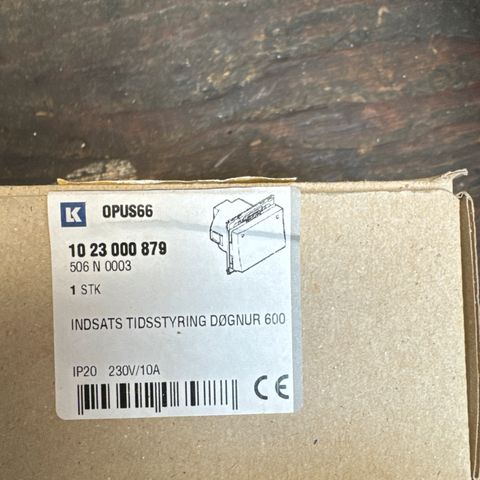 K OPUS66
10 23 000 879
506 N 0003
1 STK
INDSATS TIDSSTYRING DØGNUR 600
IP20 230V/10A
CE